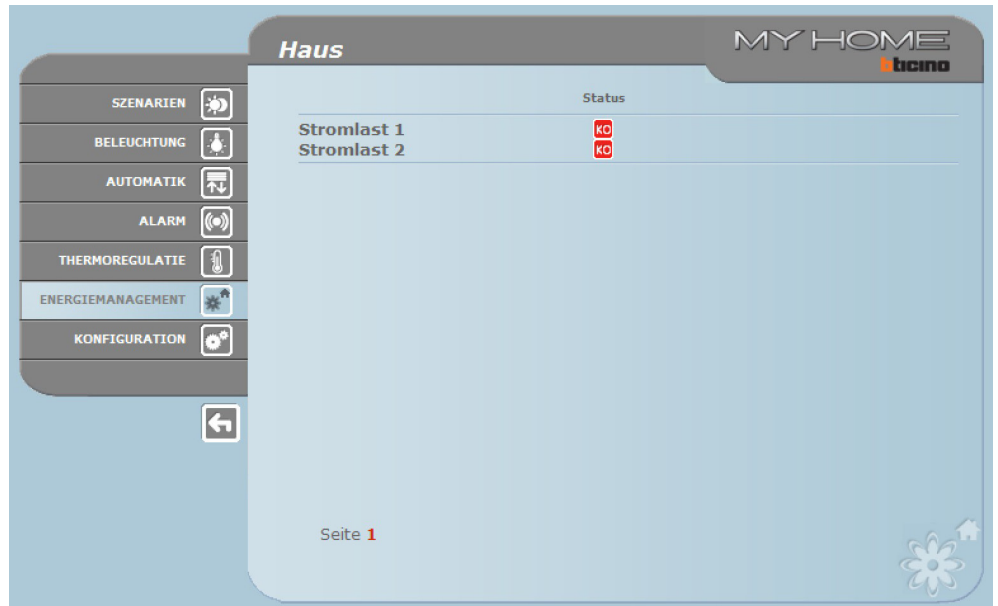 Haus
MY HOME
bticino
SZENARIEN
BELEUCHTUNG
AUTOMATIK
ALARM
THERMOREGULATIE
ENERGIEMANAGEMENT
KONFIGURATION
Status
Stromlast 1 KO
Stromlast 2 KO
Seite 1